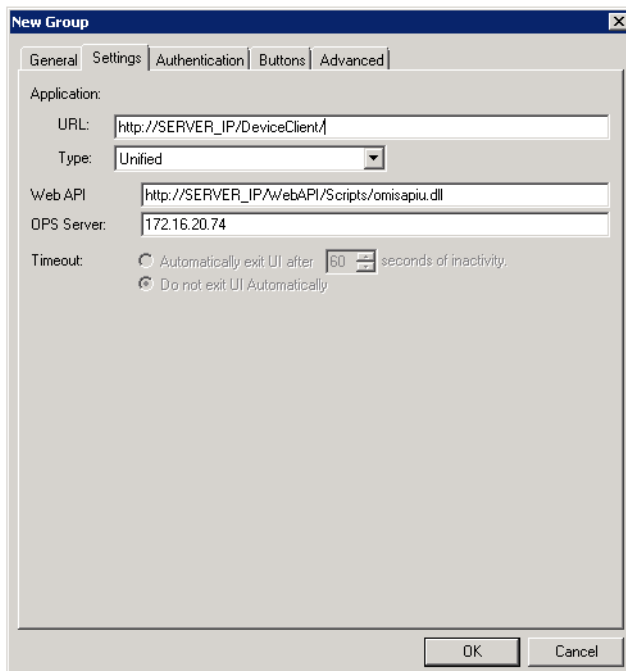 New Group
General Settings Authentication Buttons Advanced
Application:
URL: http://SERVER_IP/DeviceClient/
Type: Unified
Web API http://SERVER_IP/WebAPI/Scripts/omisapiu.dll
OPS Server: 172.16.20.74
Timeout: Automatically exit UI after 60 seconds of inactivity.
Do not exit UI Automatically
OK Cancel